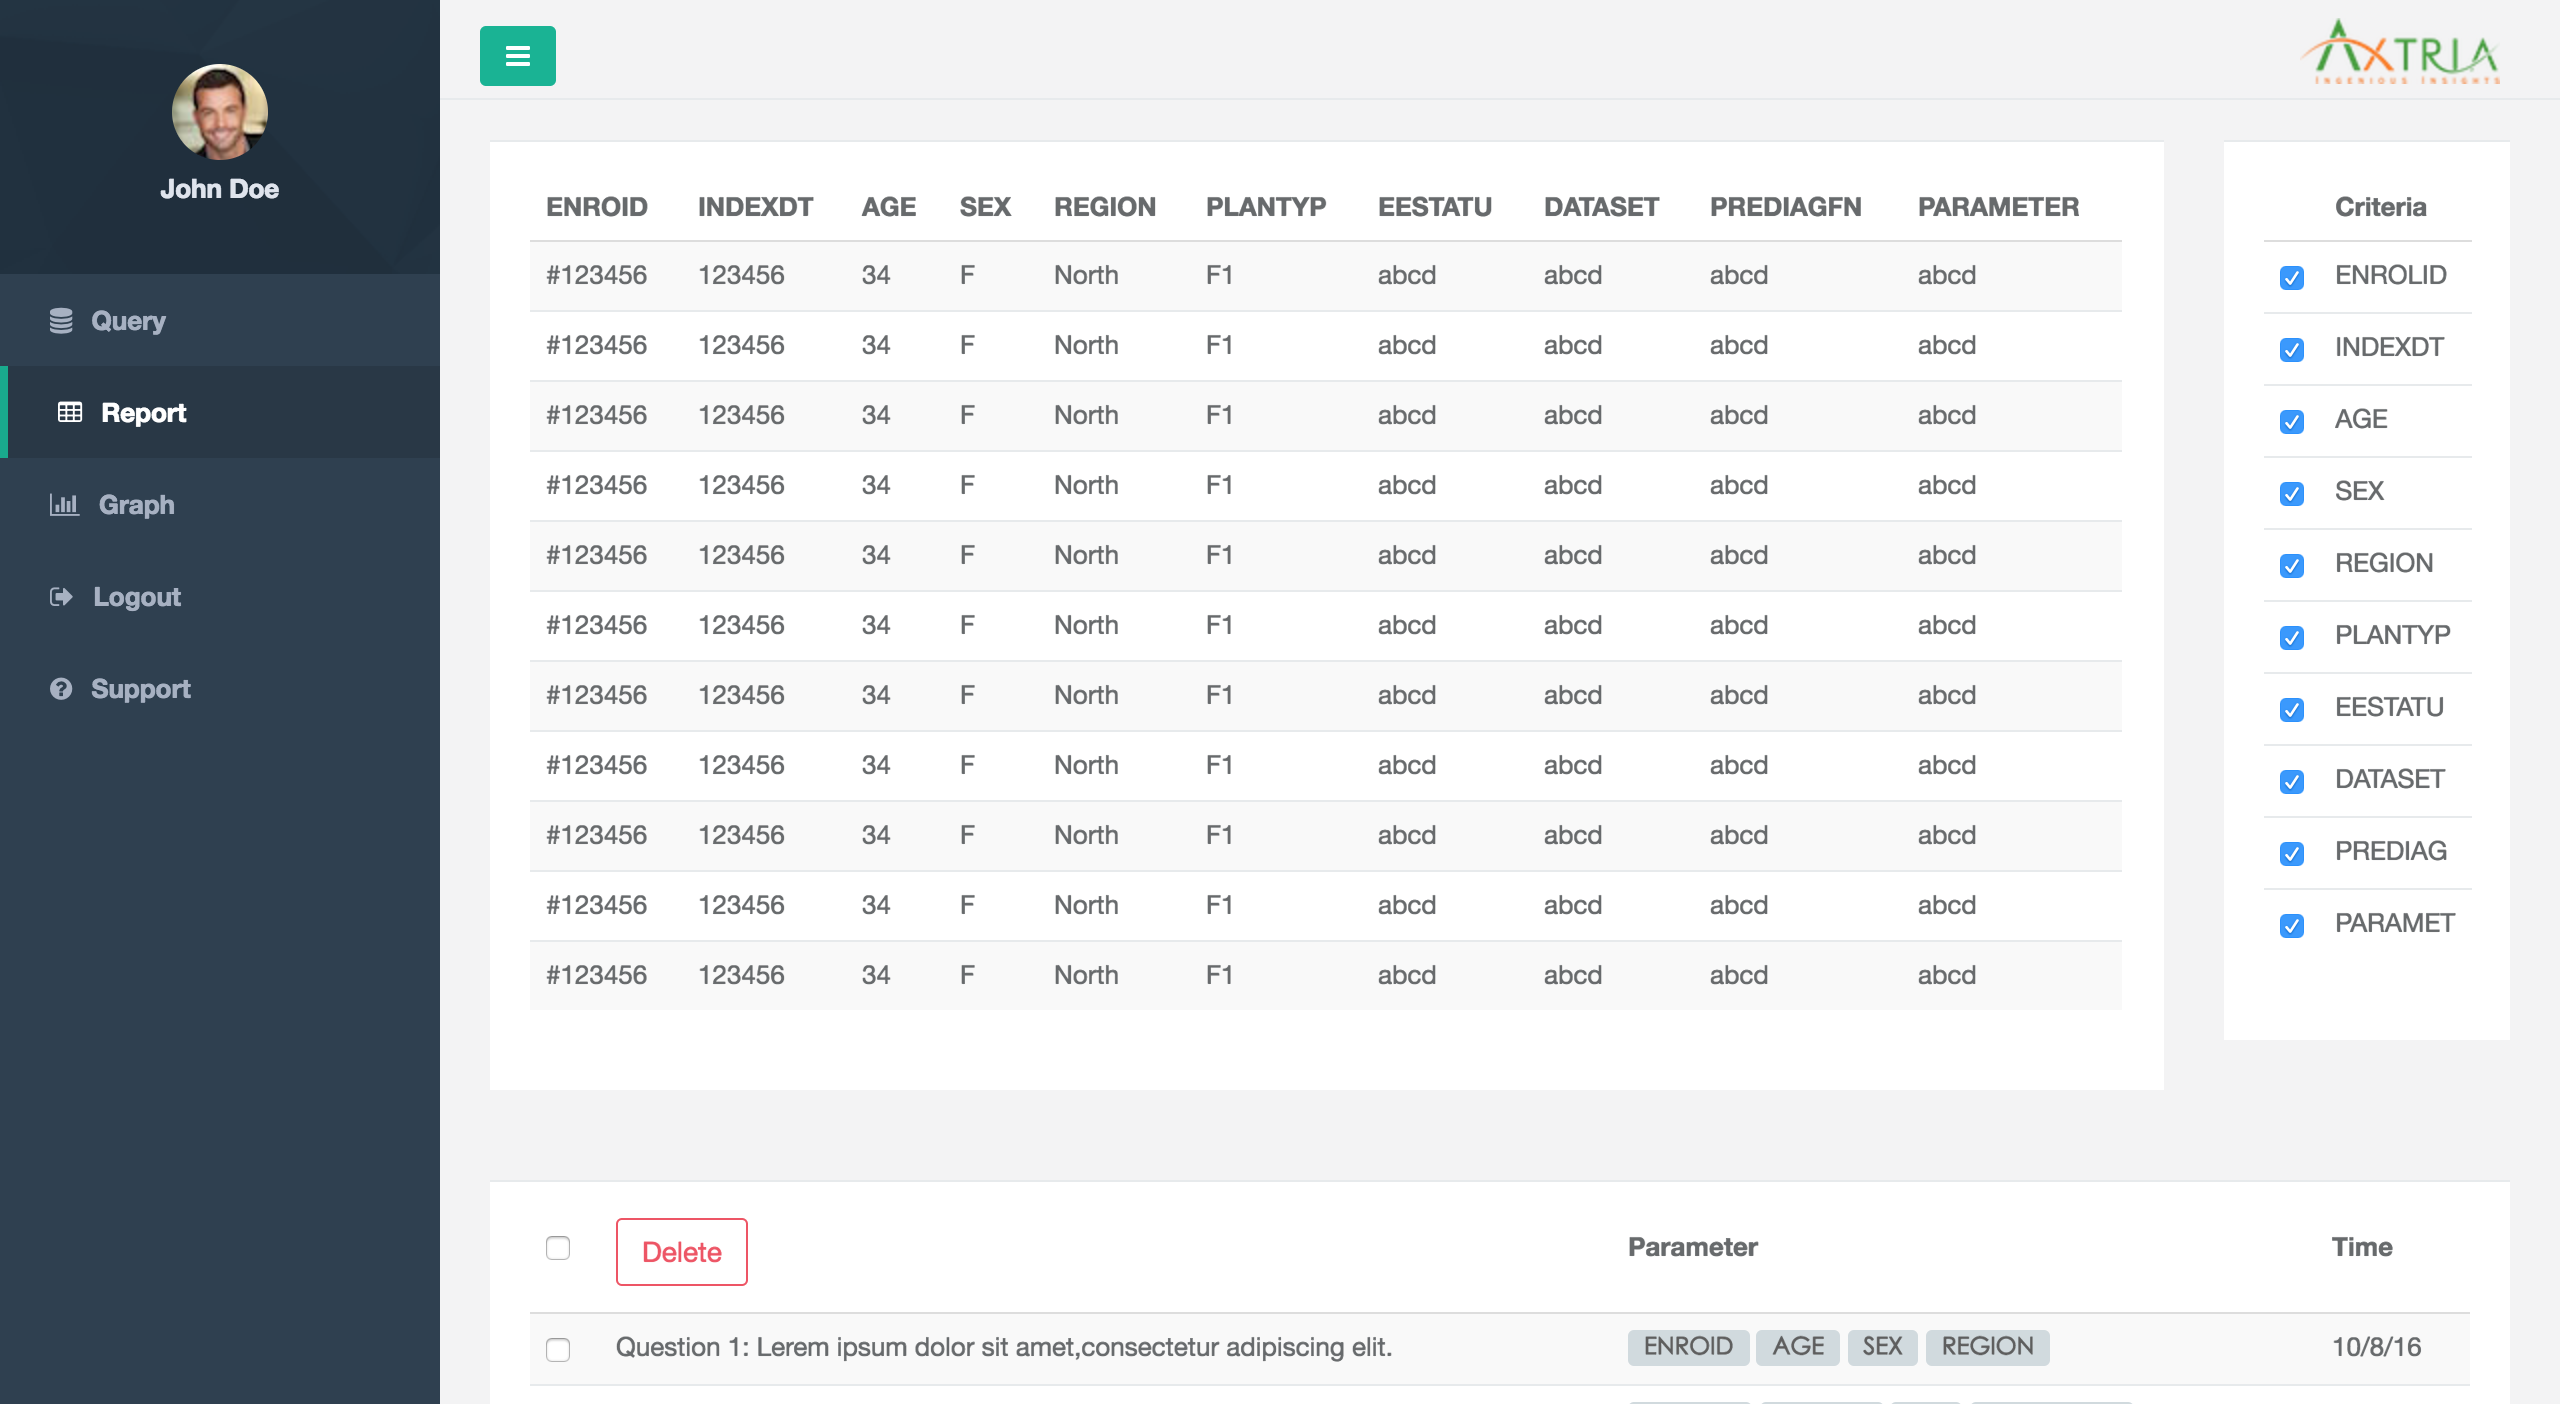 AXTRIA
INGENIOUS INSIGHTS
John Doe
Query
Report
Graph
Logout
Support
ENROID INDEXDT AGE SEX REGION PLANTYP EESTATU DATASET PREDIAGFN PARAMETER
#123456 123456 34 F North F1 abcd abcd abcd abcd
#123456 123456 34 F North F1 abcd abcd abcd abcd
#123456 123456 34 F North F1 abcd abcd abcd abcd
#123456 123456 34 F North F1 abcd abcd abcd abcd
#123456 123456 34 F North F1 abcd abcd abcd abcd
#123456 123456 34 F North F1 abcd abcd abcd abcd
#123456 123456 34 F North F1 abcd abcd abcd abcd
#123456 123456 34 F North F1 abcd abcd abcd abcd
#123456 123456 34 F North F1 abcd abcd abcd abcd
#123456 123456 34 F North F1 abcd abcd abcd abcd
#123456 123456 34 F North F1 abcd abcd abcd abcd
Criteria
ENROLID
INDEXDT
AGE
SEX
REGION
PLANTYP
EESTATU
DATASET
PREDIAG
PARAMET
Delete Parameter Time
Question 1: Lerem ipsum dolor sit amet,consectetur adipiscing elit. ENROID AGE SEX REGION 10/8/16